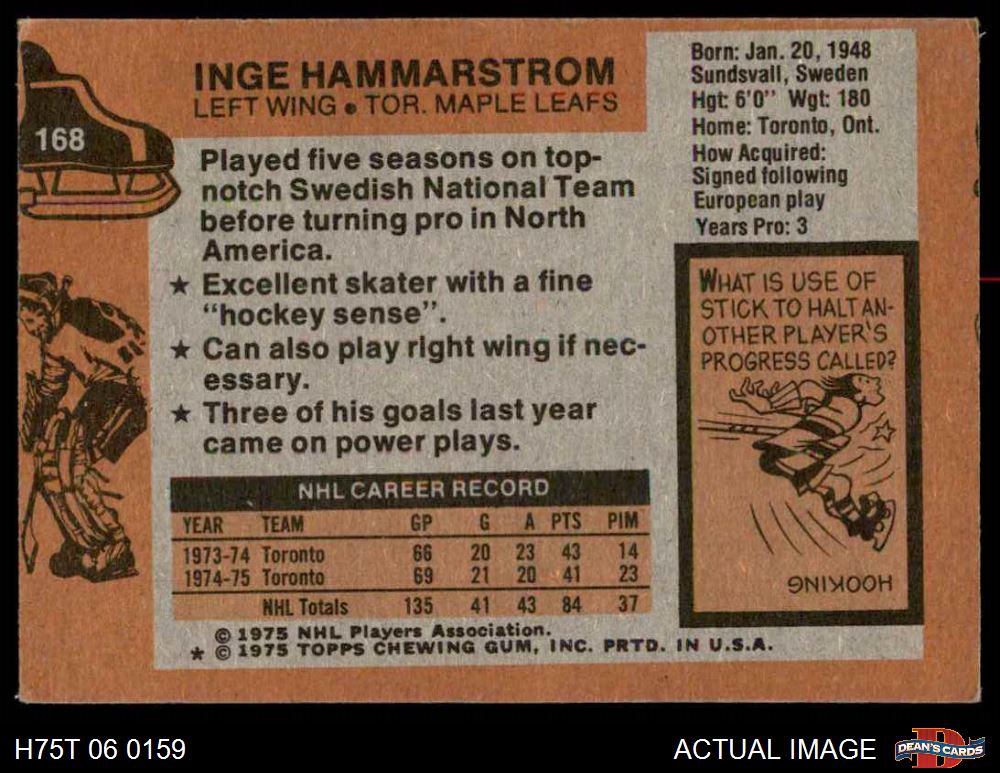 168
INGE HAMMARSTROM
LEFT WING • TOR. MAPLE LEAFS
Played five seasons on top-
notch Swedish National Team
before turning pro in North
America.
★ Excellent skater with a fine
"hockey sense".
★ Can also play right wing if nec-
essary.
★ Three of his goals last year
came on power plays.
Born: Jan. 20, 1948
Sundsvall, Sweden
Hgt: 6'0" Wgt: 180
Home: Toronto, Ont.
How Acquired:
Signed following
European play
Years Pro: 3
WHAT IS USE OF
STICK TO HALT AN-
OTHER PLAYER'S
PROGRESS CALLED?
HOOKING
NHL CAREER RECORD
YEAR TEAM GP G A PTS PIM
1973-74 Toronto 66 20 23 43 14
1974-75 Toronto 69 21 20 41 23
NHL Totals 135 41 43 84 37
© 1975 NHL Players Association.
* © 1975 TOPPS CHEWING GUM, INC. PRTD. IN U.S.A.
H75T 06 0159
ACTUAL IMAGE
D
DEAN'S CARDS